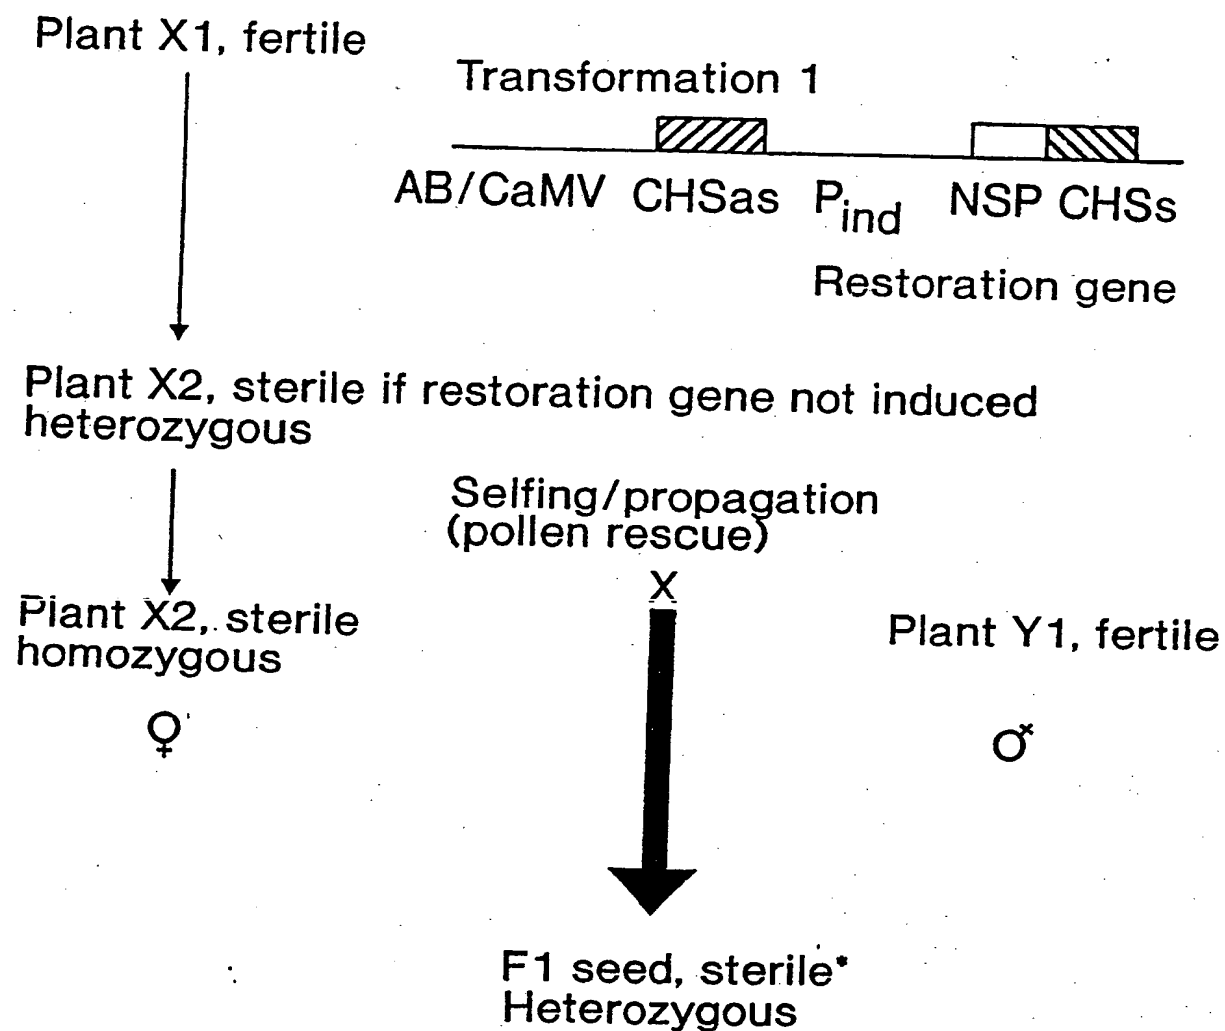 Plant X1, fertile
Transformation 1
AB/CaMV CHSas Pind NSP CHSs
Restoration gene
Plant X2, sterile if restoration gene not induced
heterozygous
Selfing/propagation
(pollen rescue)
X
Plant X2, sterile
homozygous
Plant Y1, fertile
♀
♂
F1 seed, sterile*
Heterozygous